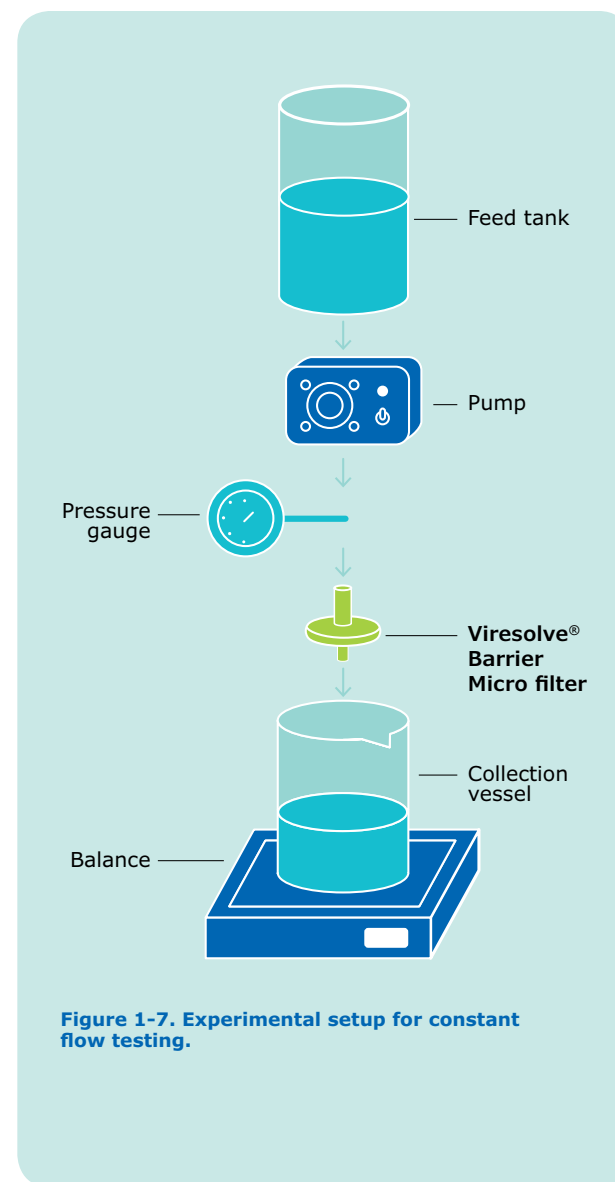 Feed tank
Pump
Pressure
gauge
Viresolve®
Barrier
Micro filter
Collection
vessel
Balance
Figure 1-7. Experimental setup for constant
flow testing.